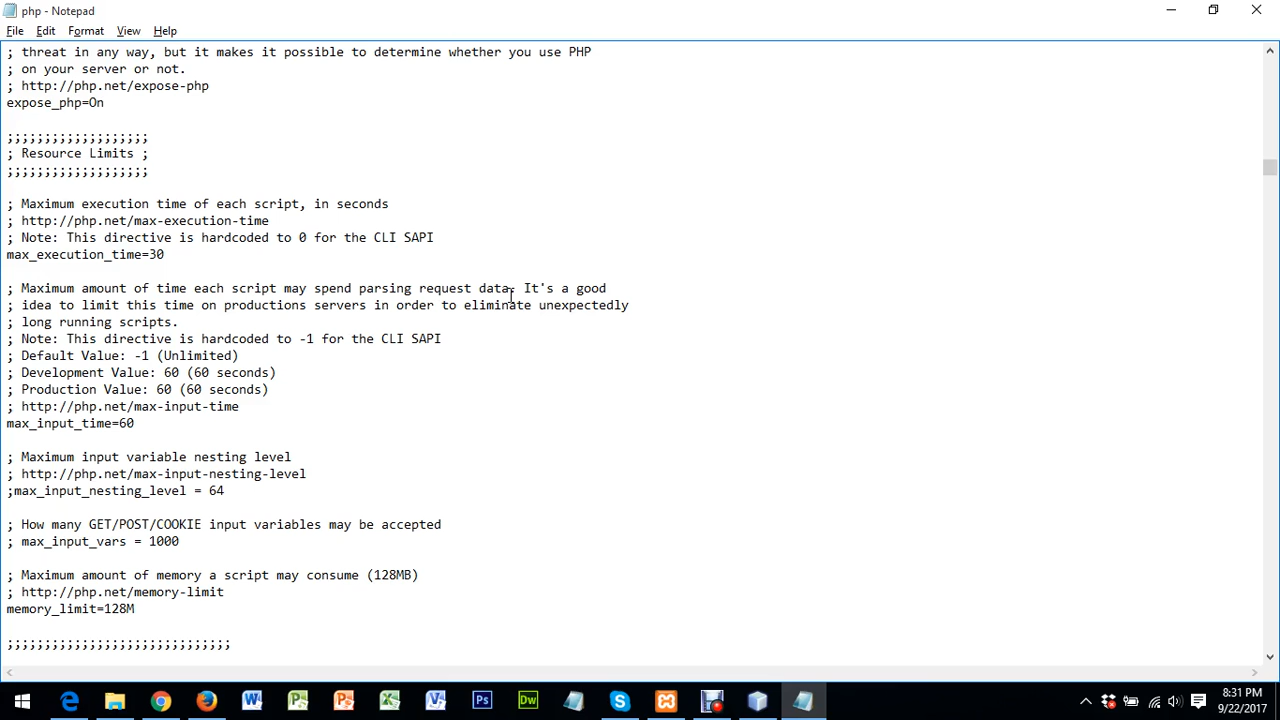 php - Notepad
File Edit Format View Help
; threat in any way, but it makes it possible to determine whether you use PHP
; on your server or not.
; http://php.net/expose-php
expose_php=On
;;;;;;;;;;;;;;;;;;;
; Resource Limits ;
;;;;;;;;;;;;;;;;;;;
; Maximum execution time of each script, in seconds
; http://php.net/max-execution-time
; Note: This directive is hardcoded to 0 for the CLI SAPI
max_execution_time=30
; Maximum amount of time each script may spend parsing request data. It's a good
; idea to limit this time on productions servers in order to eliminate unexpectedly
; long running scripts.
; Note: This directive is hardcoded to -1 for the CLI SAPI
; Default Value: -1 (Unlimited)
; Development Value: 60 (60 seconds)
; Production Value: 60 (60 seconds)
; http://php.net/max-input-time
max_input_time=60
; Maximum input variable nesting level
; http://php.net/max-input-nesting-level
;max_input_nesting_level = 64
; How many GET/POST/COOKIE input variables may be accepted
; max_input_vars = 1000
; Maximum amount of memory a script may consume (128MB)
; http://php.net/memory-limit
memory_limit=128M
;;;;;;;;;;;;;;;;;;;;;;;;;;;;;;
Ps
Dw
8:31 PM
9/22/2017